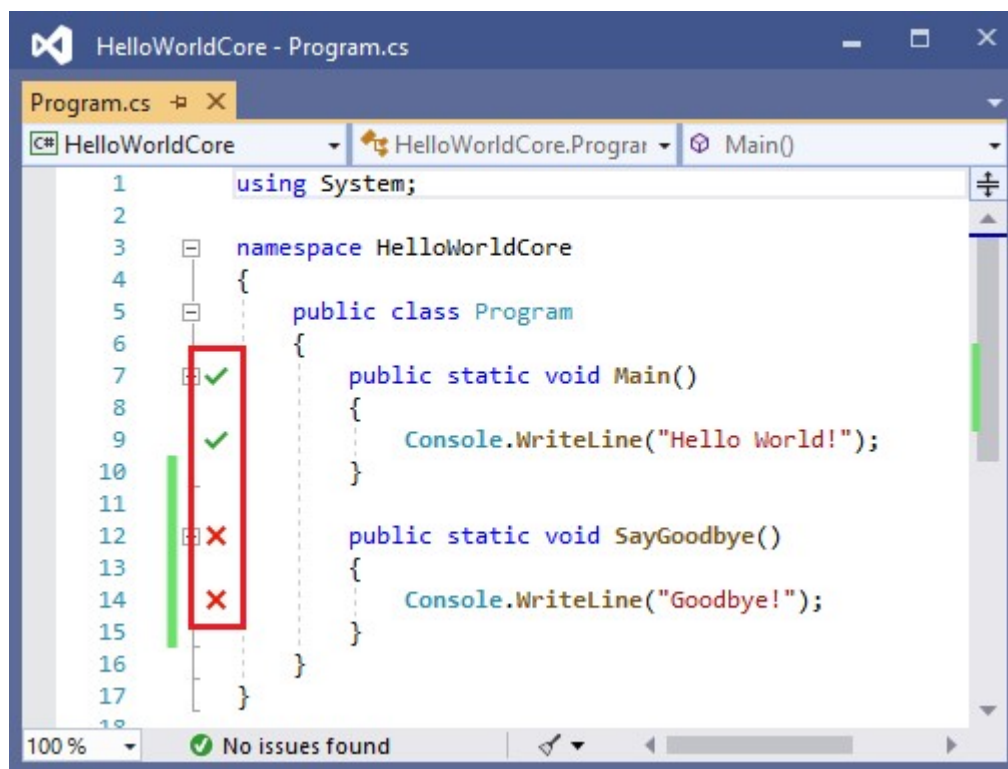 HelloWorldCore - Program.cs
Program.cs
C# HelloWorldCore HelloWorldCore.Program Main()
1 using System;
2
3 namespace HelloWorldCore
4 {
5 public class Program
6 {
7 public static void Main()
8 {
9 Console.WriteLine("Hello World!");
10 }
11
12 public static void SayGoodbye()
13 {
14 Console.WriteLine("Goodbye!");
15 }
16 }
17 }
18
100 % No issues found